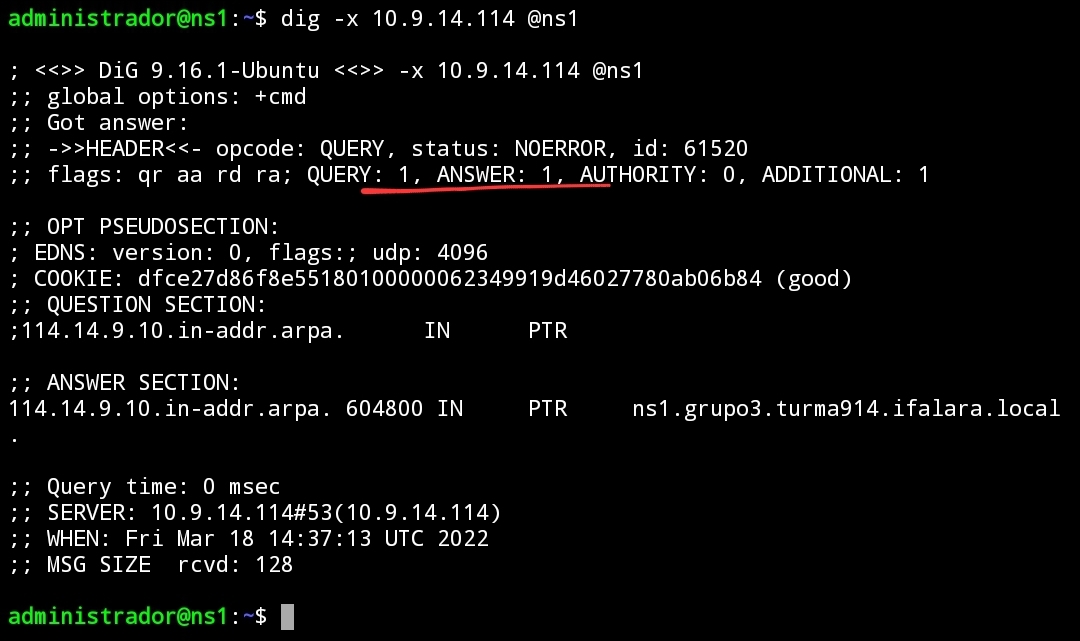 administrador@ns1:~$ dig -x 10.9.14.114 @ns1
; <<>> DiG 9.16.1-Ubuntu <<>> -x 10.9.14.114 @ns1
;; global options: +cmd
;; Got answer:
;; ->>HEADER<<- opcode: QUERY, status: NOERROR, id: 61520
;; flags: qr aa rd ra; QUERY: 1, ANSWER: 1, AUTHORITY: 0, ADDITIONAL: 1
;; OPT PSEUDOSECTION:
; EDNS: version: 0, flags:; udp: 4096
; COOKIE: dfce27d86f8e55180100000062349919d46027780ab06b84 (good)
;; QUESTION SECTION:
;114.14.9.10.in-addr.arpa. IN PTR
;; ANSWER SECTION:
114.14.9.10.in-addr.arpa. 604800 IN PTR ns1.grupo3.turma914.ifalara.local
.
;; Query time: 0 msec
;; SERVER: 10.9.14.114#53(10.9.14.114)
;; WHEN: Fri Mar 18 14:37:13 UTC 2022
;; MSG SIZE rcvd: 128
administrador@ns1:~$